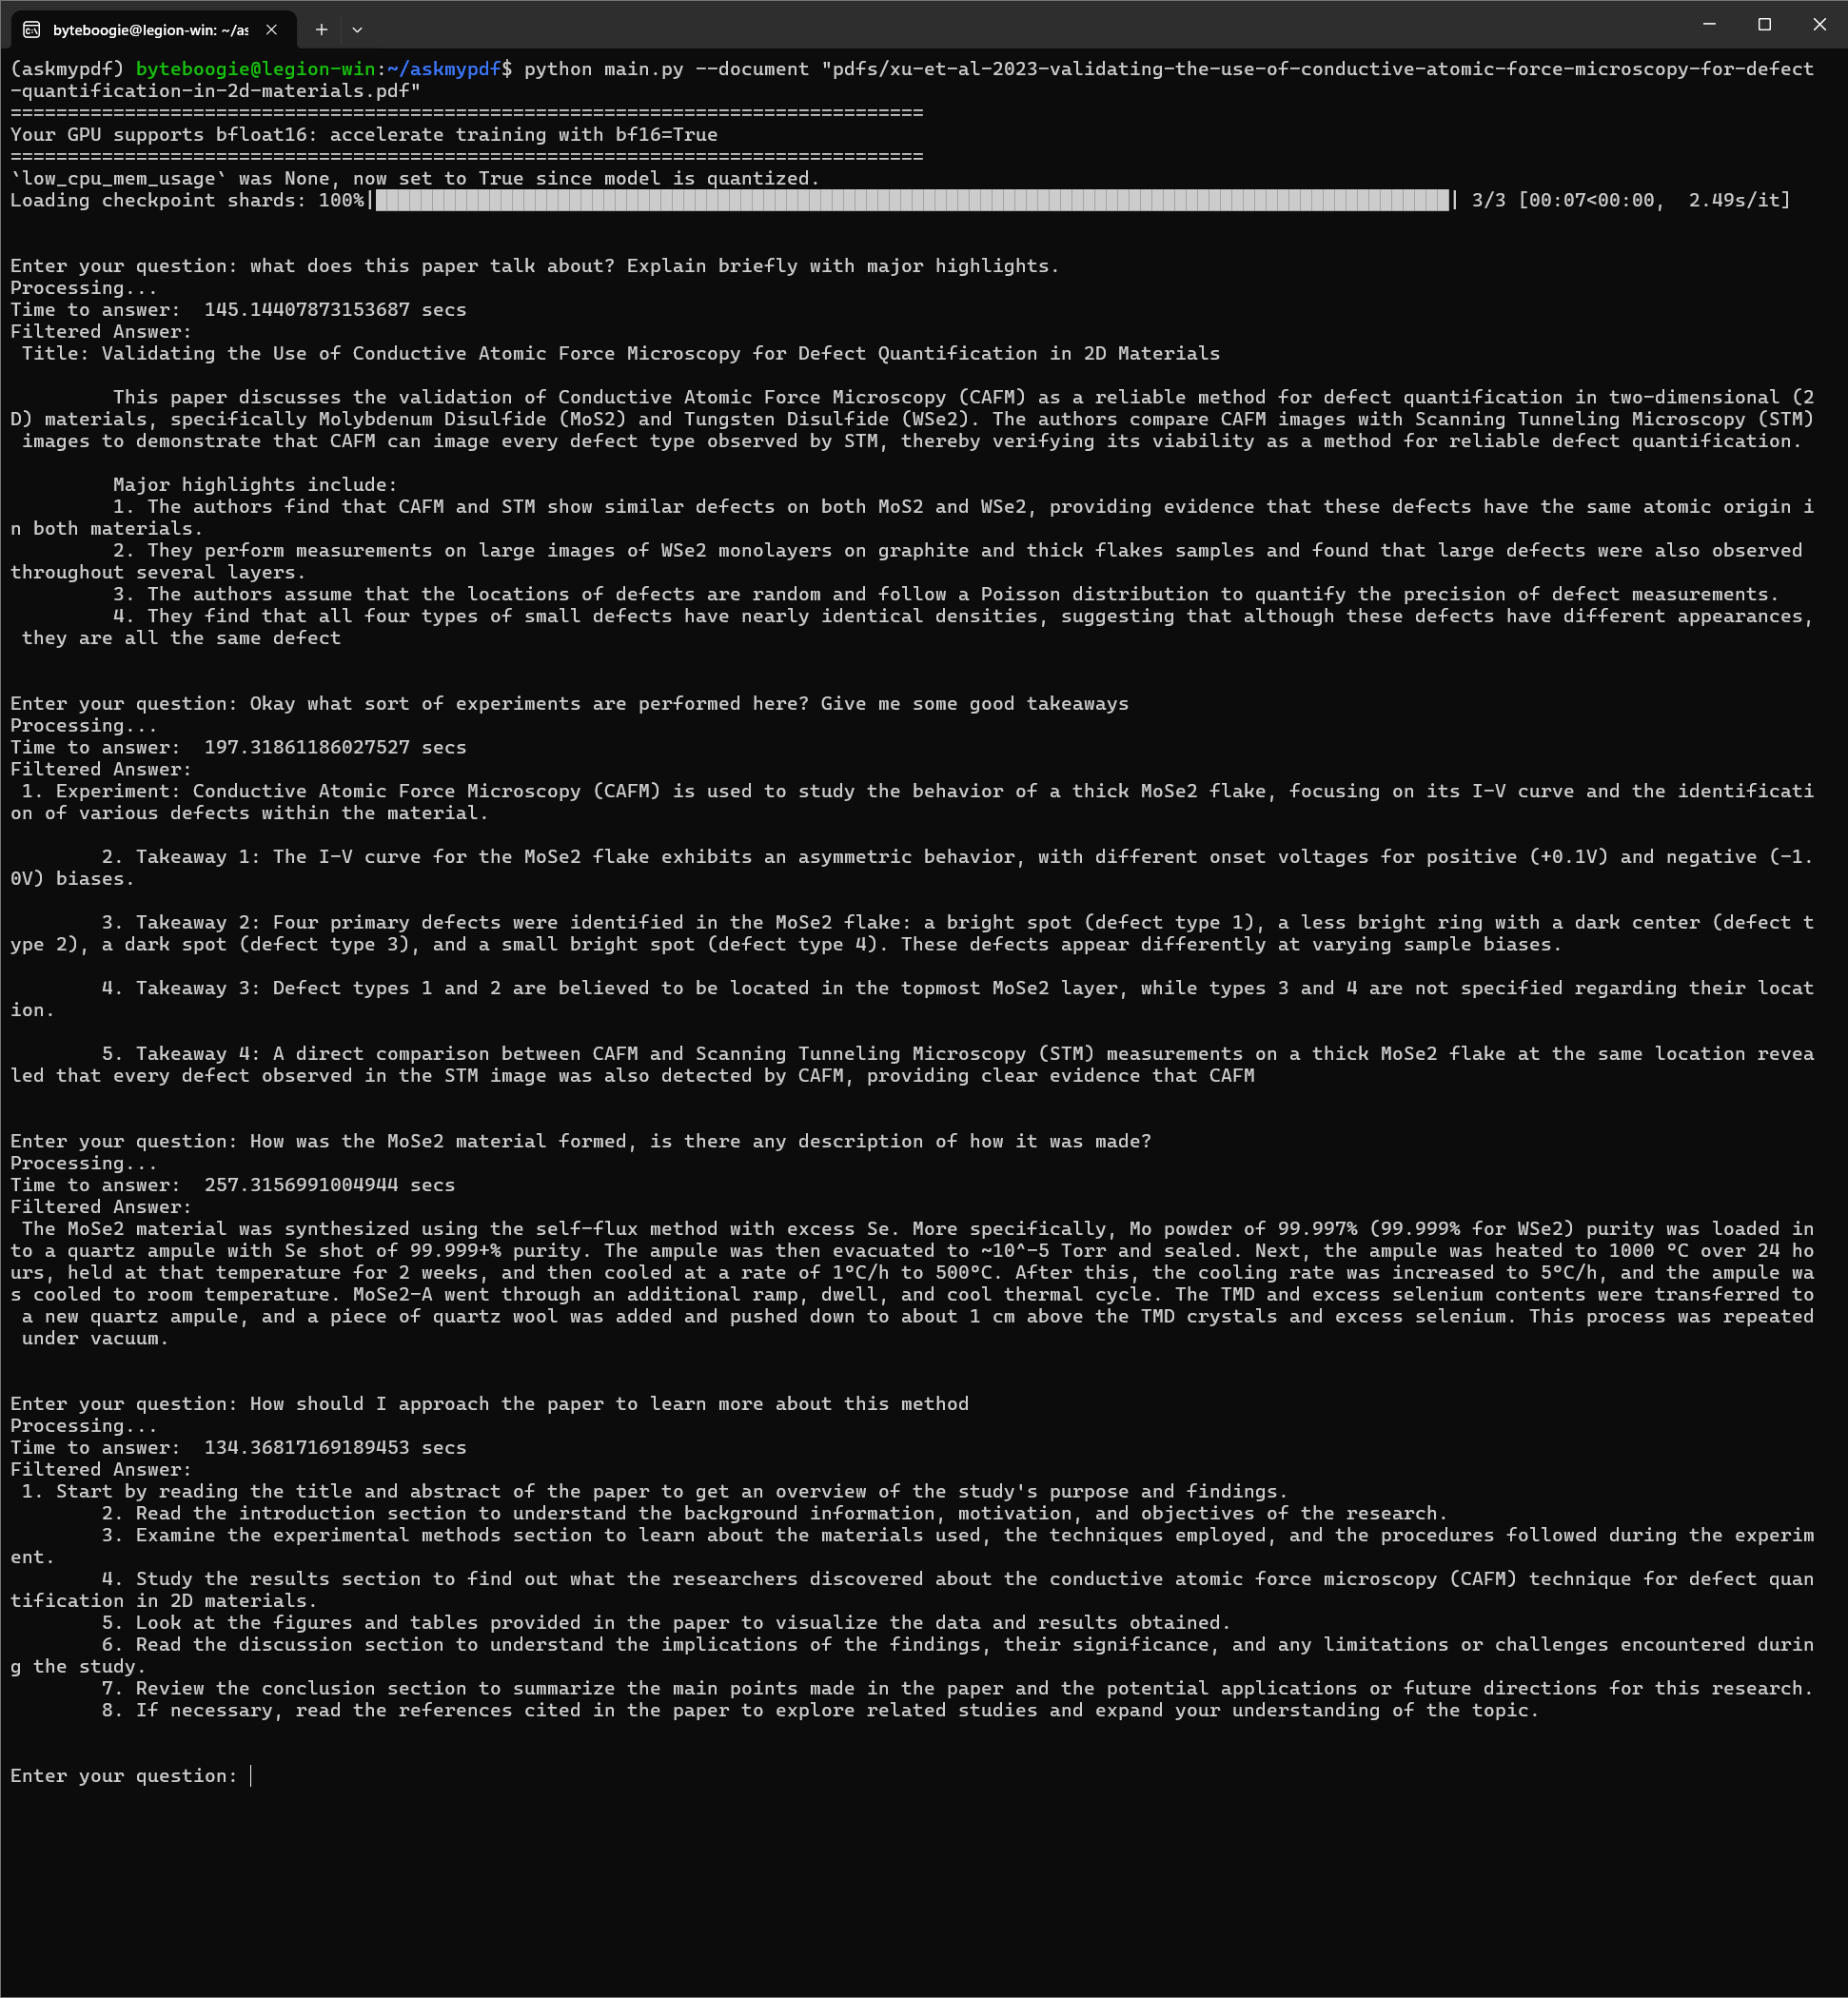 byteboogie@legion-win: ~/as
(askmypdf) byteboogie@legion-win:~/askmypdf$ python main.py --document "pdfs/xu-et-al-2023-validating-the-use-of-conductive-atomic-force-microscopy-for-defect
-quantification-in-2d-materials.pdf"
================================================================================
Your GPU supports bfloat16: accelerate training with bf16=True
================================================================================
`low_cpu_mem_usage` was None, now set to True since model is quantized.
Loading checkpoint shards: 100%|██████████████████████████████████████████████████████████████████████████████████████████████| 3/3 [00:07<00:00,  2.49s/it]
Enter your question: what does this paper talk about? Explain briefly with major highlights.
Processing...
Time to answer:  145.14407873153687 secs
Filtered Answer:
 Title: Validating the Use of Conductive Atomic Force Microscopy for Defect Quantification in 2D Materials
         This paper discusses the validation of Conductive Atomic Force Microscopy (CAFM) as a reliable method for defect quantification in two-dimensional (2
D) materials, specifically Molybdenum Disulfide (MoS2) and Tungsten Disulfide (WSe2). The authors compare CAFM images with Scanning Tunneling Microscopy (STM)
 images to demonstrate that CAFM can image every defect type observed by STM, thereby verifying its viability as a method for reliable defect quantification.
         Major highlights include:
         1. The authors find that CAFM and STM show similar defects on both MoS2 and WSe2, providing evidence that these defects have the same atomic origin i
n both materials.
         2. They perform measurements on large images of WSe2 monolayers on graphite and thick flakes samples and found that large defects were also observed
throughout several layers.
         3. The authors assume that the locations of defects are random and follow a Poisson distribution to quantify the precision of defect measurements.
         4. They find that all four types of small defects have nearly identical densities, suggesting that although these defects have different appearances,
 they are all the same defect
Enter your question: Okay what sort of experiments are performed here? Give me some good takeaways
Processing...
Time to answer:  197.31861186027527 secs
Filtered Answer:
 1. Experiment: Conductive Atomic Force Microscopy (CAFM) is used to study the behavior of a thick MoSe2 flake, focusing on its I-V curve and the identificati
on of various defects within the material.
        2. Takeaway 1: The I-V curve for the MoSe2 flake exhibits an asymmetric behavior, with different onset voltages for positive (+0.1V) and negative (-1.
0V) biases.
        3. Takeaway 2: Four primary defects were identified in the MoSe2 flake: a bright spot (defect type 1), a less bright ring with a dark center (defect t
ype 2), a dark spot (defect type 3), and a small bright spot (defect type 4). These defects appear differently at varying sample biases.
        4. Takeaway 3: Defect types 1 and 2 are believed to be located in the topmost MoSe2 layer, while types 3 and 4 are not specified regarding their locat
ion.
        5. Takeaway 4: A direct comparison between CAFM and Scanning Tunneling Microscopy (STM) measurements on a thick MoSe2 flake at the same location revea
led that every defect observed in the STM image was also detected by CAFM, providing clear evidence that CAFM
Enter your question: How was the MoSe2 material formed, is there any description of how it was made?
Processing...
Time to answer:  257.3156991004944 secs
Filtered Answer:
 The MoSe2 material was synthesized using the self-flux method with excess Se. More specifically, Mo powder of 99.997% (99.999% for WSe2) purity was loaded in
to a quartz ampule with Se shot of 99.999+% purity. The ampule was then evacuated to ~10^-5 Torr and sealed. Next, the ampule was heated to 1000 °C over 24 ho
urs, held at that temperature for 2 weeks, and then cooled at a rate of 1°C/h to 500°C. After this, the cooling rate was increased to 5°C/h, and the ampule wa
s cooled to room temperature. MoSe2-A went through an additional ramp, dwell, and cool thermal cycle. The TMD and excess selenium contents were transferred to
 a new quartz ampule, and a piece of quartz wool was added and pushed down to about 1 cm above the TMD crystals and excess selenium. This process was repeated
 under vacuum.
Enter your question: How should I approach the paper to learn more about this method
Processing...
Time to answer:  134.36817169189453 secs
Filtered Answer:
 1. Start by reading the title and abstract of the paper to get an overview of the study's purpose and findings.
        2. Read the introduction section to understand the background information, motivation, and objectives of the research.
        3. Examine the experimental methods section to learn about the materials used, the techniques employed, and the procedures followed during the experim
ent.
        4. Study the results section to find out what the researchers discovered about the conductive atomic force microscopy (CAFM) technique for defect quan
tification in 2D materials.
        5. Look at the figures and tables provided in the paper to visualize the data and results obtained.
        6. Read the discussion section to understand the implications of the findings, their significance, and any limitations or challenges encountered durin
g the study.
        7. Review the conclusion section to summarize the main points made in the paper and the potential applications or future directions for this research.
        8. If necessary, read the references cited in the paper to explore related studies and expand your understanding of the topic.
Enter your question: